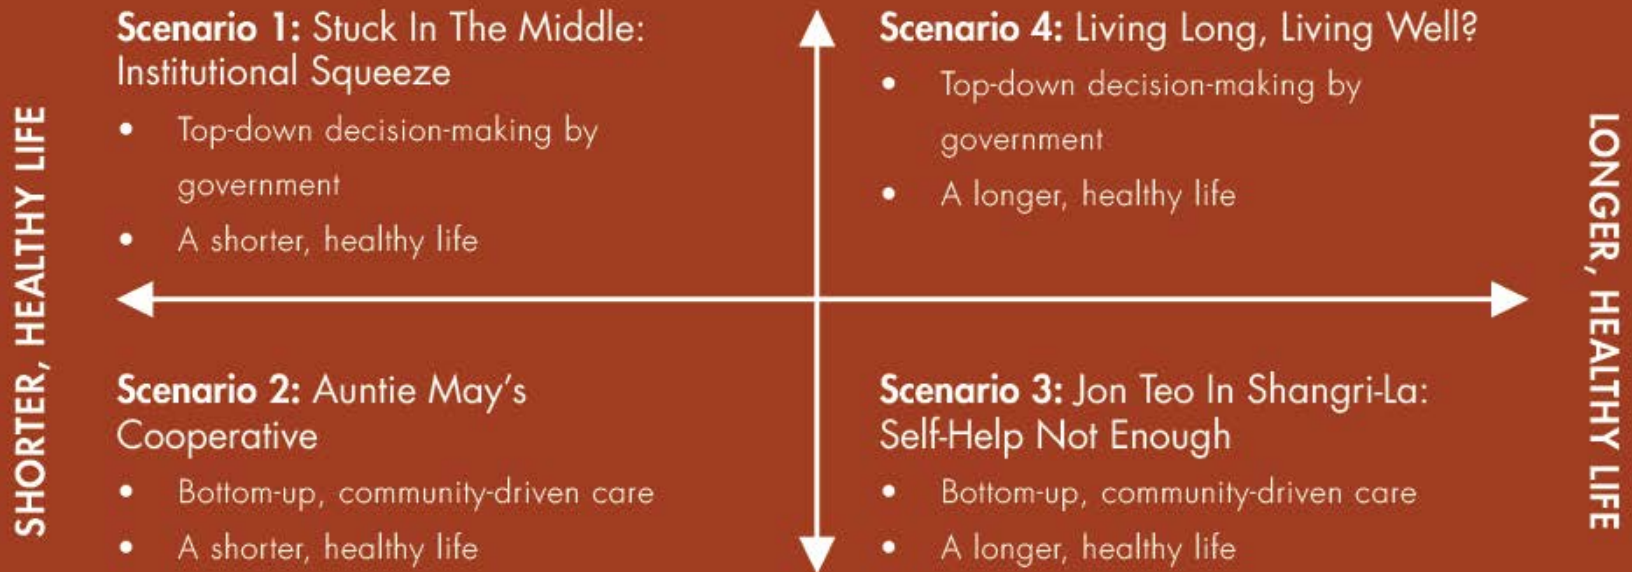 SHORTER, HEALTHY LIFE
Scenario 1: Stuck In The Middle:
Institutional Squeeze
• Top-down decision-making by
government
• A shorter, healthy life
Scenario 4: Living Long, Living Well?
• Top-down decision-making by
government
• A longer, healthy life
Scenario 2: Auntie May’s
Cooperative
• Bottom-up, community-driven care
• A shorter, healthy life
Scenario 3: Jon Teo In Shangri-La:
Self-Help Not Enough
• Bottom-up, community-driven care
• A longer, healthy life
LONGER, HEALTHY LIFE